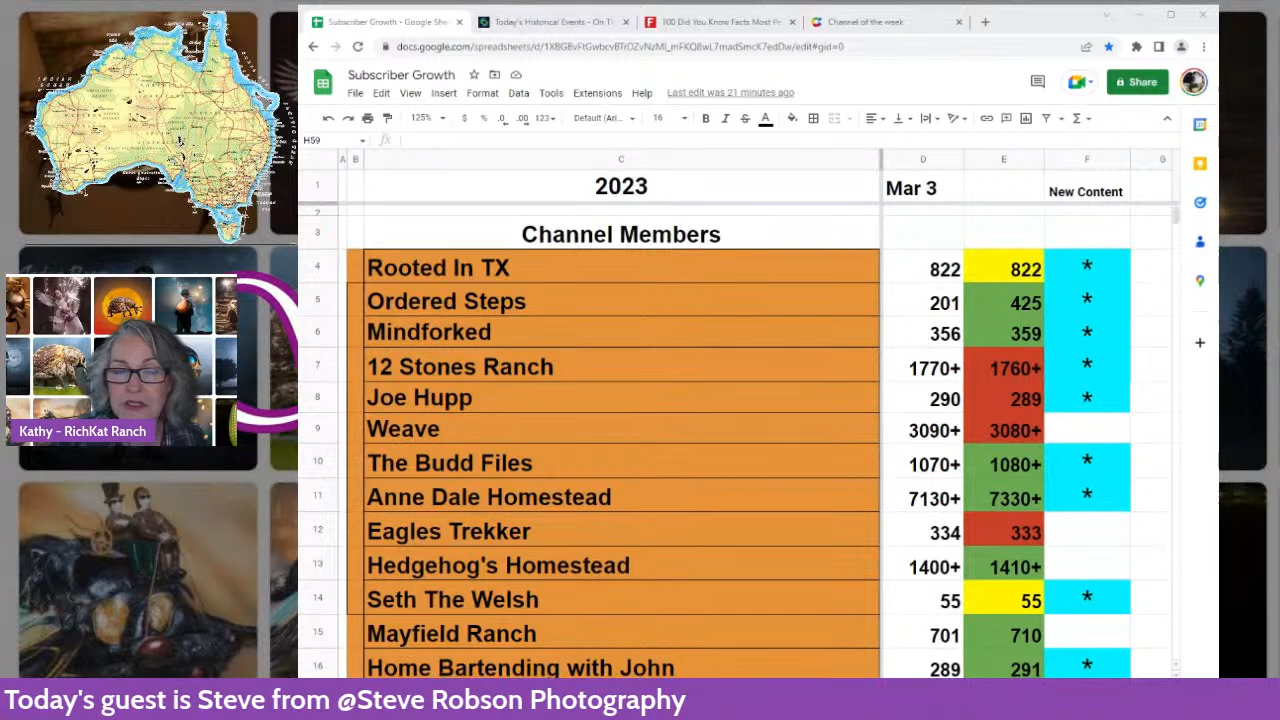 Subscriber Growth - Google She
Today's Historical Events - On Th
100 Did You Know Facts Most Pe
Channel of the week
Subscriber Growth
File Edit View Insert Format Data Tools Extensions Help Last edit was 21 minutes ago
Share
125% $ % .0 .00 123 Default (Ari... 16 B I S A
H59
A B C D E F G
1 2023 Mar 3 New Content
2
3 Channel Members
4 Rooted In TX 822 822 *
5 Ordered Steps 201 425 *
6 Mindforked 356 359 *
7 12 Stones Ranch 1770+ 1760+ *
8 Joe Hupp 290 289 *
9 Weave 3090+ 3080+
10 The Budd Files 1070+ 1080+ *
11 Anne Dale Homestead 7130+ 7330+ *
12 Eagles Trekker 334 333
13 Hedgehog's Homestead 1400+ 1410+
14 Seth The Welsh 55 55 *
15 Mayfield Ranch 701 710
16 Home Bartending with John 289 291 *
Kathy - RichKat Ranch
Today's guest is Steve from @Steve Robson Photography